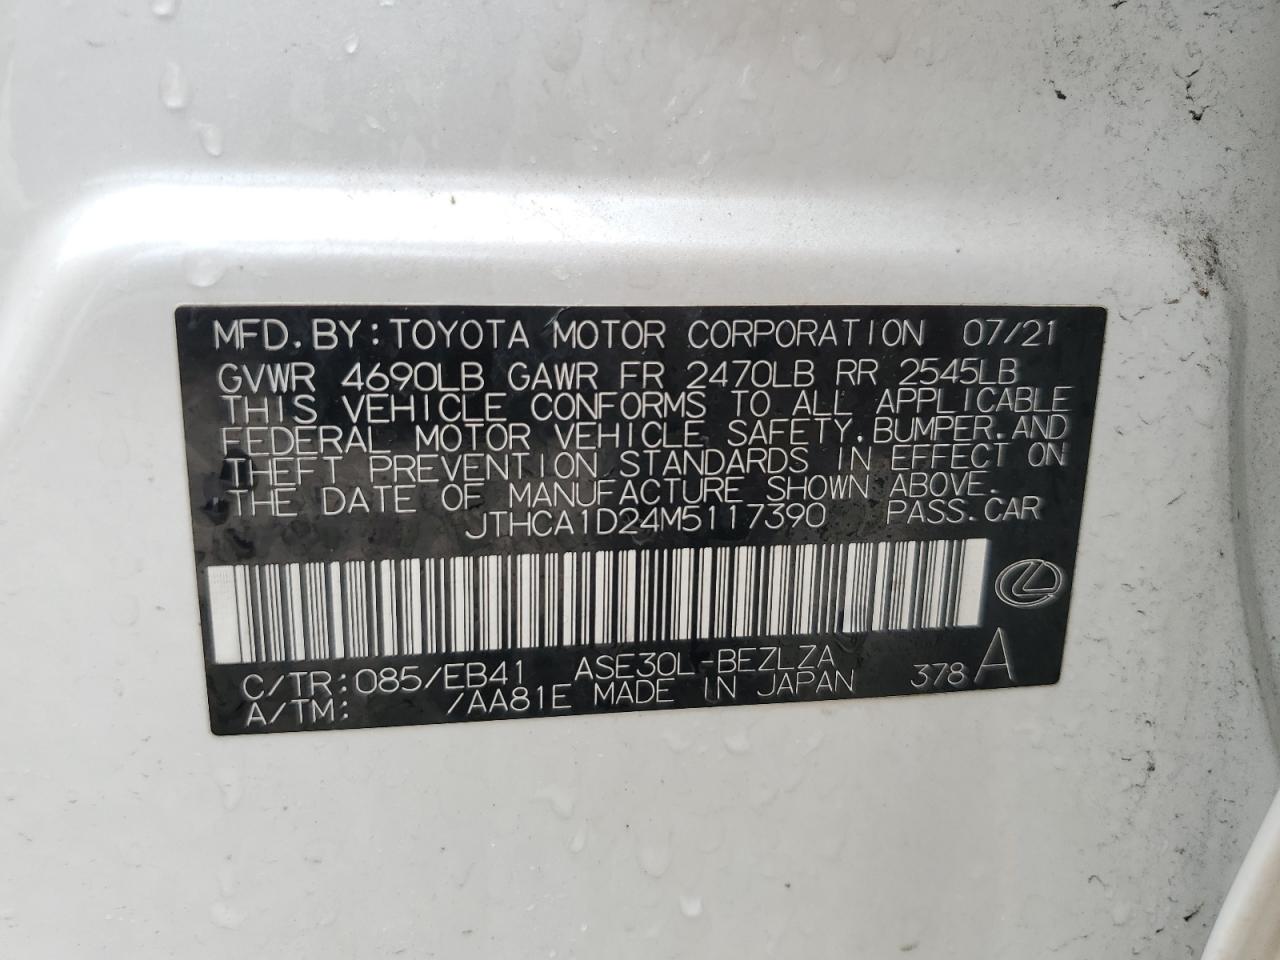 MFD.BY:TOYOTA MOTOR CORPORATION 07/21
GVWR 4690LB GAWR FR 2470LB RR 2545LB
THIS VEHICLE CONFORMS TO ALL APPLICABLE
FEDERAL MOTOR VEHICLE SAFETY,BUMPER,AND
THEFT PREVENTION STANDARDS IN EFFECT ON
THE DATE OF MANUFACTURE SHOWN ABOVE.
JTHCA1D24M5117390 PASS.CAR
C/TR:085/EB41 ASE30L-BEZLZA
A/TM: /AA81E MADE IN JAPAN 378 A